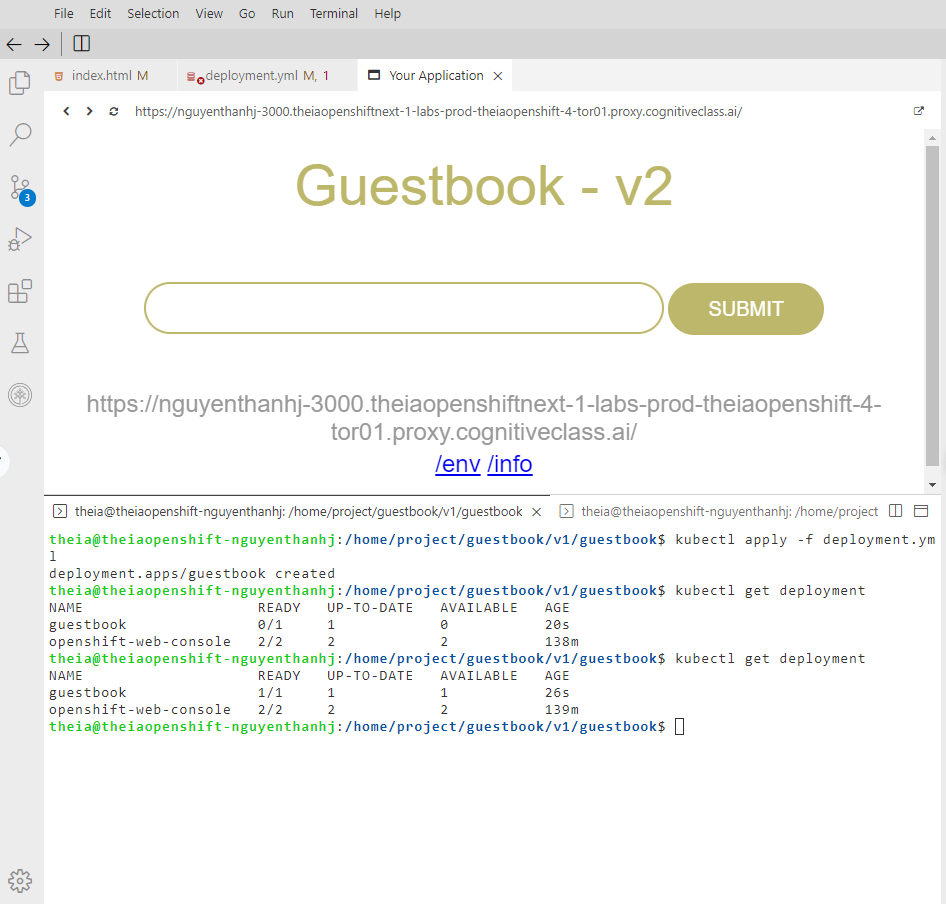 File Edit Selection View Go Run Terminal Help
index.html M deployment.yml M, 1 Your Application
https://nguyenthanhj-3000.theiaopenshiftnext-1-labs-prod-theiaopenshift-4-tor01.proxy.cognitiveclass.ai/
Guestbook - v2
SUBMIT
3
https://nguyenthanhj-3000.theiaopenshiftnext-1-labs-prod-theiaopenshift-4-
tor01.proxy.cognitiveclass.ai/
/env /info
theia@theiaopenshift-nguyenthanhj: /home/project/guestbook/v1/guestbook theia@theiaopenshift-nguyenthanhj: /home/project
theia@theiaopenshift-nguyenthanhj:/home/project/guestbook/v1/guestbook$ kubectl apply -f deployment.ym
l
deployment.apps/guestbook created
theia@theiaopenshift-nguyenthanhj:/home/project/guestbook/v1/guestbook$ kubectl get deployment
NAME READY UP-TO-DATE AVAILABLE AGE
guestbook 0/1 1 0 20s
openshift-web-console 2/2 2 2 138m
theia@theiaopenshift-nguyenthanhj:/home/project/guestbook/v1/guestbook$ kubectl get deployment
NAME READY UP-TO-DATE AVAILABLE AGE
guestbook 1/1 1 1 26s
openshift-web-console 2/2 2 2 139m
theia@theiaopenshift-nguyenthanhj:/home/project/guestbook/v1/guestbook$